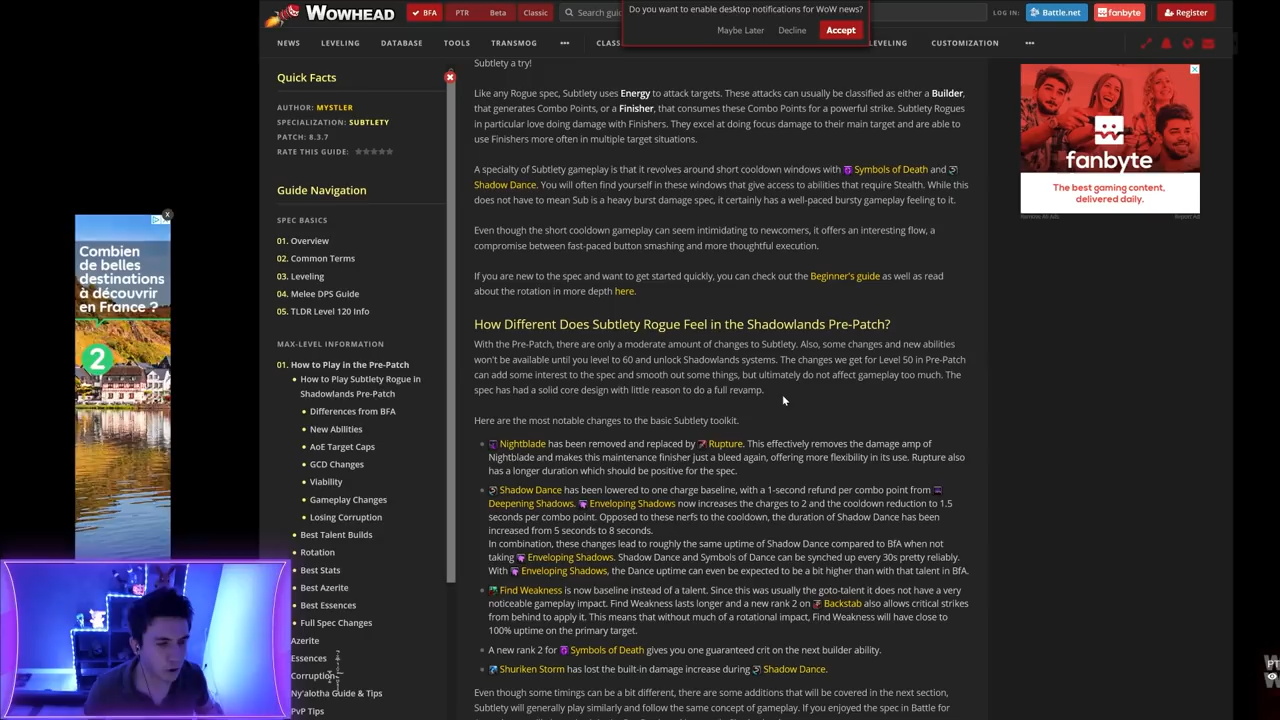 WOWHEAD
BFA
PTR
Beta
Classic
Search guid
Do you want to enable desktop notifications for WoW news?
Maybe Later
Decline
Accept
LOG IN:
Battle.net
fanbyte
Register
NEWS
LEVELING
DATABASE
TOOLS
TRANSMOG
•••
CLASS
LEVELING
CUSTOMIZATION
•••
Quick Facts
AUTHOR: MYSTLER
SPECIALIZATION: SUBTLETY
PATCH: 8.3.7
RATE THIS GUIDE:
Guide Navigation
SPEC BASICS
01. Overview
02. Common Terms
03. Leveling
04. Melee DPS Guide
05. TLDR Level 120 Info
MAX-LEVEL INFORMATION
01. How to Play in the Pre-Patch
How to Play Subtlety Rogue in
Shadowlands Pre-Patch
Differences from BFA
New Abilities
AoE Target Caps
GCD Changes
Viability
Gameplay Changes
Losing Corruption
Best Talent Builds
Rotation
Best Stats
Best Azerite
Best Essences
Full Spec Changes
Azerite
Essences
Corruption
Ny'alotha Guide & Tips
PvP Tips
Subtlety a try!
Like any Rogue spec, Subtlety uses Energy to attack targets. These attacks can usually be classified as either a Builder,
that generates Combo Points, or a Finisher, that consumes these Combo Points for a powerful strike. Subtlety Rogues
in particular love doing damage with Finishers. They excel at doing focus damage to their main target and are able to
use Finishers more often in multiple target situations.
A specialty of Subtlety gameplay is that it revolves around short cooldown windows with Symbols of Death and
Shadow Dance. You will often find yourself in these windows that give access to abilities that require Stealth. While this
does not have to mean Sub is a heavy burst damage spec, it certainly has a well-paced bursty gameplay feeling to it.
Even though the short cooldown gameplay can seem intimidating to newcomers, it offers an interesting flow, a
compromise between fast-paced button smashing and more thoughtful execution.
If you are new to the spec and want to get started quickly, you can check out the Beginner's guide as well as read
about the rotation in more depth here.
How Different Does Subtlety Rogue Feel in the Shadowlands Pre-Patch?
With the Pre-Patch, there are only a moderate amount of changes to Subtlety. Also, some changes and new abilities
won't be available until you level to 60 and unlock Shadowlands systems. The changes we get for Level 50 in Pre-Patch
can add some interest to the spec and smooth out some things, but ultimately do not affect gameplay too much. The
spec has had a solid core design with little reason to do a full revamp.
Here are the most notable changes to the basic Subtlety toolkit.
Nightblade has been removed and replaced by Rupture. This effectively removes the damage amp of
Nightblade and makes this maintenance finisher just a bleed again, offering more flexibility in its use. Rupture also
has a longer duration which should be positive for the spec.
Shadow Dance has been lowered to one charge baseline, with a 1-second refund per combo point from
Deepening Shadows. Enveloping Shadows now increases the charges to 2 and the cooldown reduction to 1.5
seconds per combo point. Opposed to these nerfs to the cooldown, the duration of Shadow Dance has been
increased from 5 seconds to 8 seconds.
In combination, these changes lead to roughly the same uptime of Shadow Dance compared to BfA when not
taking Enveloping Shadows. Shadow Dance and Symbols of Death can be synched up every 30s pretty reliably.
With Enveloping Shadows, the Dance uptime can even be expected to be a bit higher than with that talent in BfA.
Find Weakness is now baseline instead of a talent. Since this was usually the goto-talent it does not have a very
noticeable gameplay impact. Find Weakness lasts longer and a new rank 2 on Backstab also allows critical strikes
from behind to apply it. This means that without much of a rotational impact, Find Weakness will have close to
100% uptime on the primary target.
A new rank 2 for Symbols of Death gives you one guaranteed crit on the next builder ability.
Shuriken Storm has lost the built-in damage increase during Shadow Dance.
Even though some timings can be a bit different, there are some additions that will be covered in the next section,
Subtlety will generally play similarly and follow the same concept of gameplay. If you enjoyed the spec in Battle for
fanbyte
The best gaming content,
delivered daily.
Combien
de belles
destinations
à découvrir
en France ?
2
PT